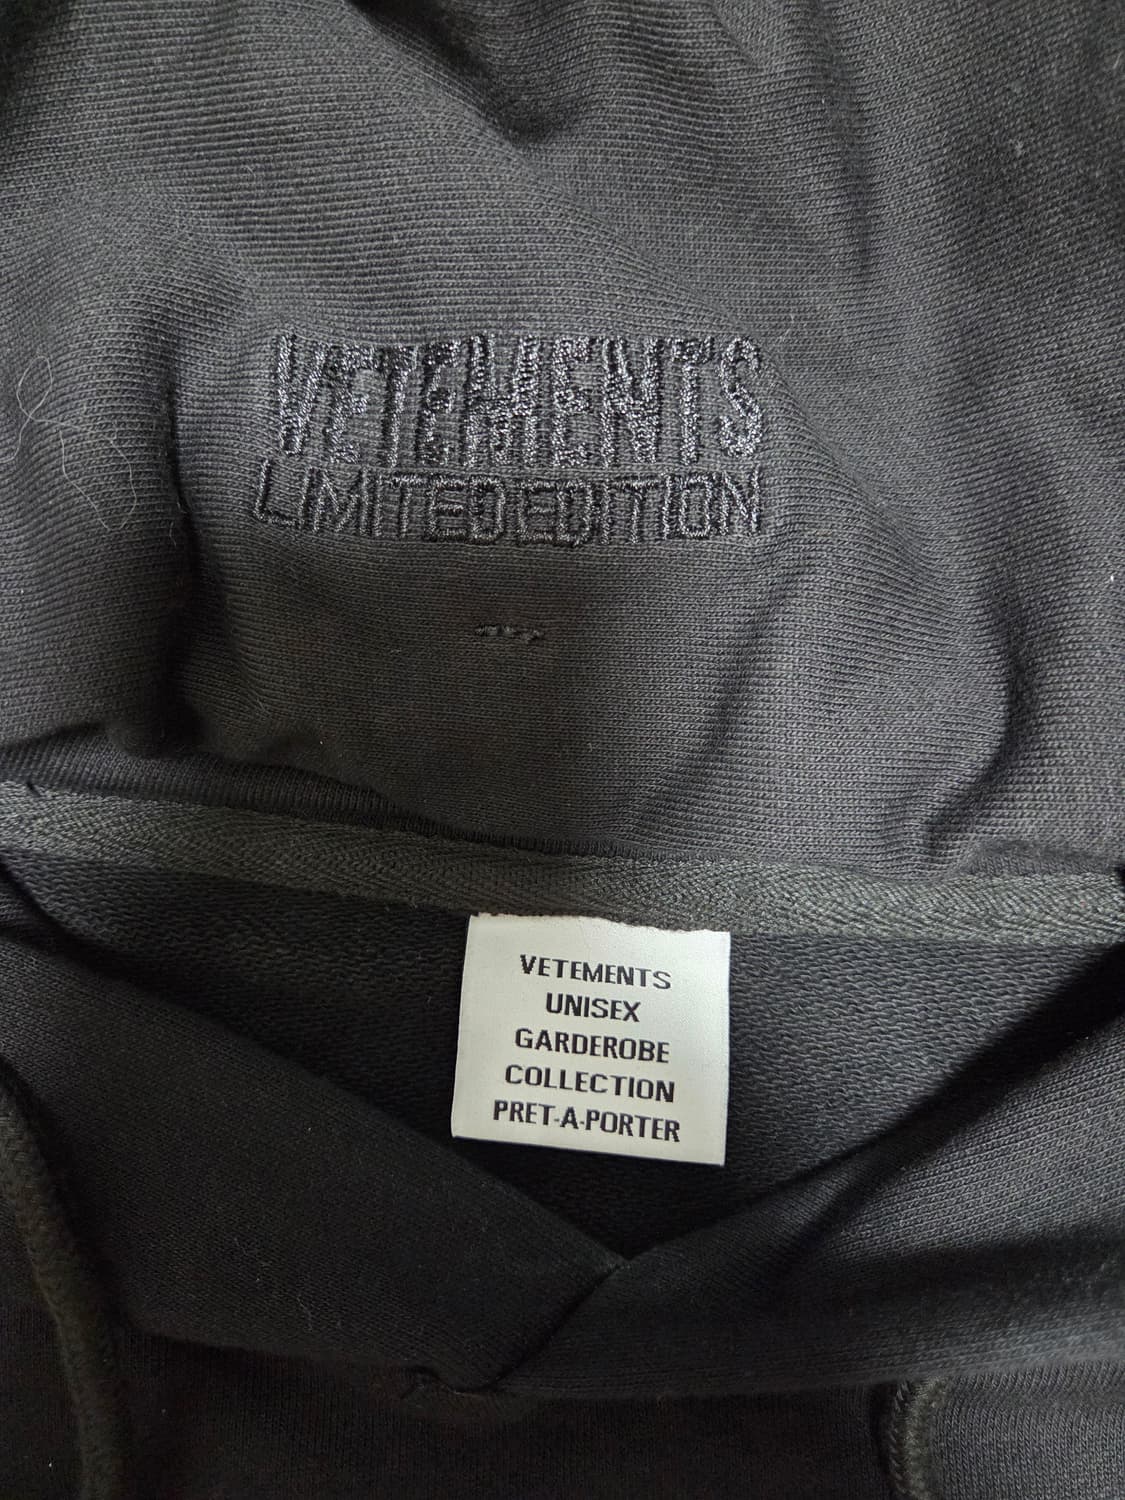 VETEMENTS
LIMITED EDITION
VETEMENTS
UNISEX
GARDEROBE
COLLECTION
PRET-A-PORTER